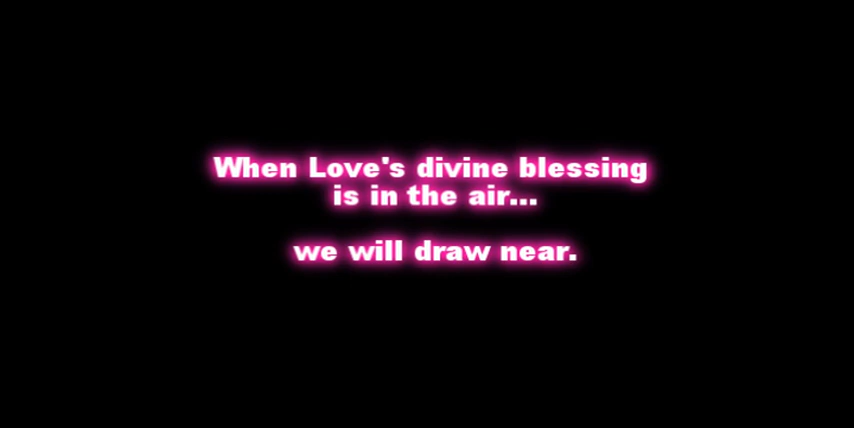 When Love's divine blessing
is in the air...
we will draw near.